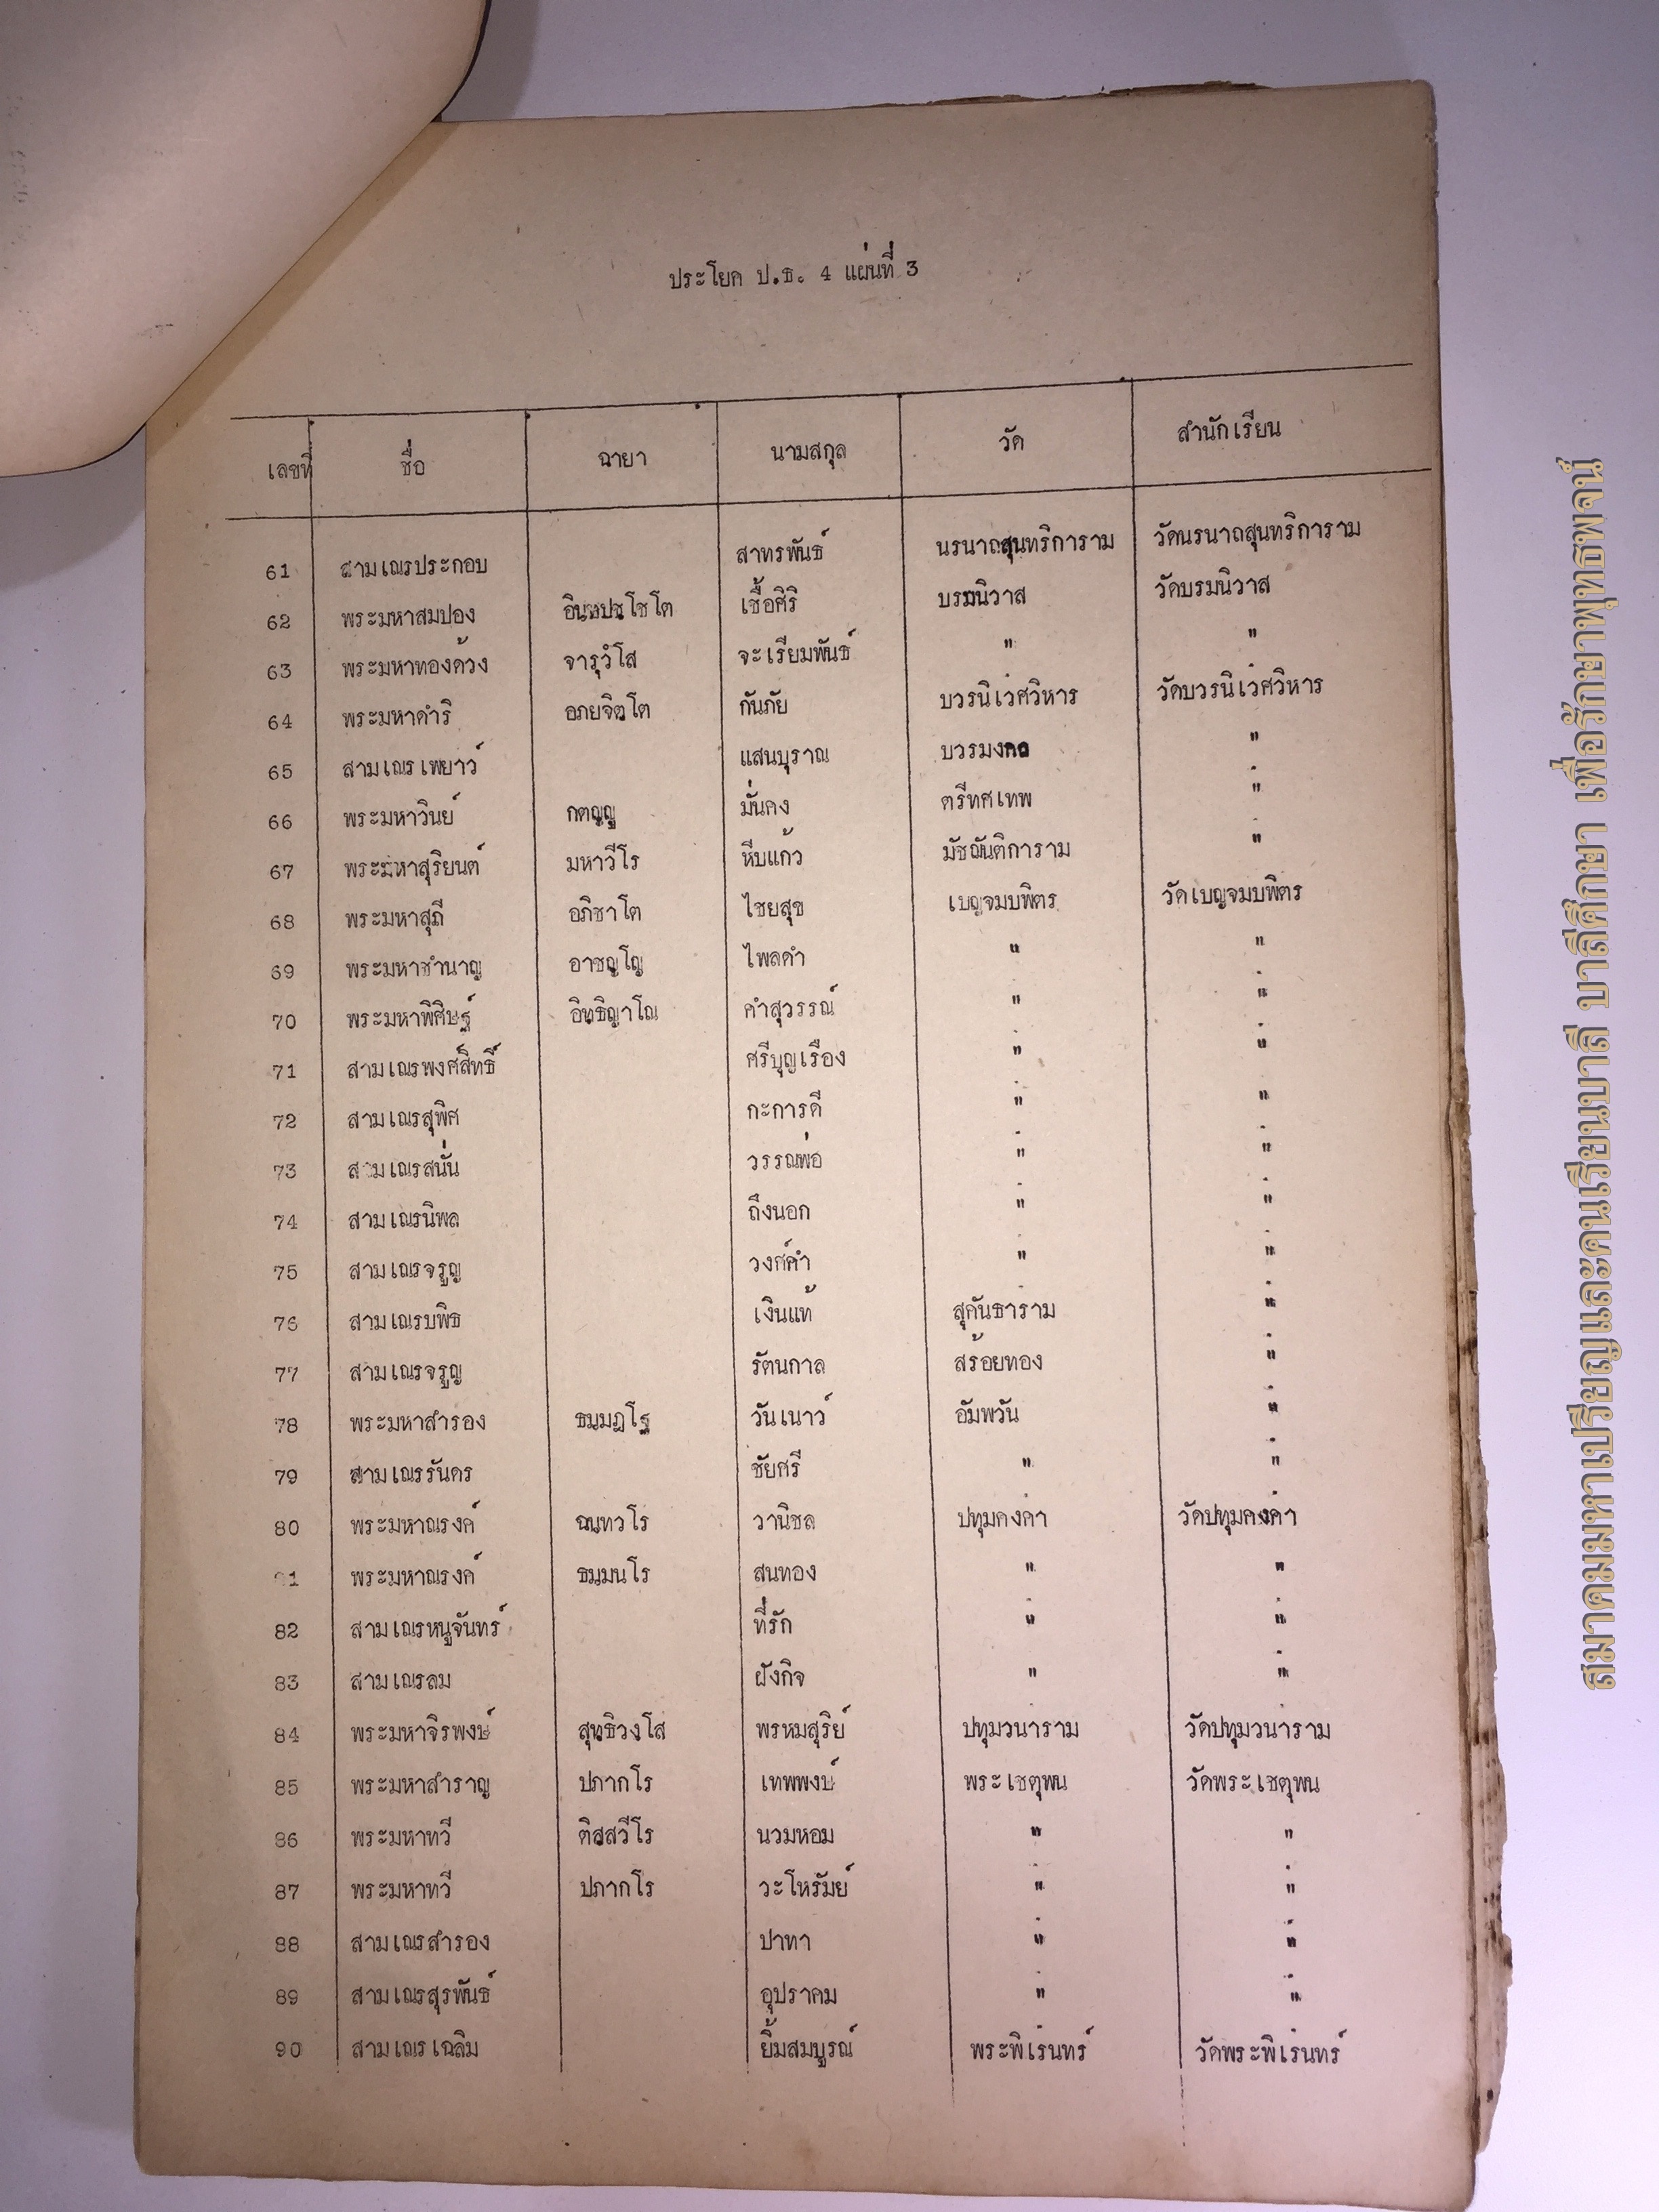 ประโยค ป.ธ. 4 แผ่นที่ 3
เลขที่ ชื่อ ฉายา นามสกุล วัด สำนักเรียน
61 สามเณรประกอบ สาทรพันธ์ นรนาถสุนทริการาม วัดนรนาถสุนทริการาม
62 พระมหาสมปอง เชื้อศิริ บรมนิวาส วัดบรมนิวาส
63 พระมหาทองด้วง จารุวํโส จะเรียมพันธ์ " "
64 พระมหาดำริ อภยจิตฺโต กันภัย บวรนิเวศวิหาร วัดบวรนิเวศวิหาร
65 สามเณรเพยาว์ แสนบุราณ บวรมงคล "
66 พระมหาวินย์ กตญฺญู มั่นคง ตรีทศเทพ "
67 พระมหาสุริยนต์ มหาวีโร หีบแก้ว มัชฌันติการาม "
68 พระมหาสุภี อภิชาโต ไชยสุข เบญจมบพิตร วัดเบญจมบพิตร
69 พระมหาชำนาญ อาชญฺโญ ไพลดำ " "
70 พระมหาพิศิษฐ์ อิทฺธิญาโณ คำสุวรรณ์ " "
71 สามเณรพงศ์สิทธิ์ ศรีบุญเรือง " "
72 สามเณรสุพิศ กะการดี " "
73 สามเณรสนั่น วรรณพ่อ " "
74 สามเณรนิพล ถึงนอก " "
75 สามเณรจรูญ วงศ์คำ " "
76 สามเณรบพิธ เงินแท้ สุคันธาราม "
77 สามเณรจรูญ รัตนกาล สร้อยทอง "
78 พระมหาสำรอง ธมฺมฏฺโฐ วันเนาว์ อัมพวัน "
79 สามเณรรันดร ชัยศรี " "
80 พระมหาณรงค์ ฉนฺทวโร วานิชล ปทุมคงคา วัดปทุมคงคา
81 พระมหาณรงค์ ธมฺมนโร สนทอง " "
82 สามเณรหนูจันทร์ ที่รัก " "
83 สามเณรลม ฝังกิจ " "
84 พระมหาจิรพงษ์ สุทฺธิวงโส พรหมสุริย์ ปทุมวนาราม วัดปทุมวนาราม
85 พระมหาสำราญ ปภากโร เทพพงษ์ พระเชตุพน วัดพระเชตุพน
86 พระมหาทวี ติสฺสวีโร นวมหอม " "
87 พระมหาทวี ปภากโร วะโหรัมย์ " "
88 สามเณรสำรอง ปาทา " "
89 สามเณรสุรพันธ์ อุปราคม " "
90 สามเณรเฉลิม ยิ้มสมบูรณ์ พระพิเรนทร์ วัดพระพิเรนทร์
สมาคมมหาเปรียญและคนเรียนบาลี บาลีศึกษา เพื่อรักษาพุทธพจน์